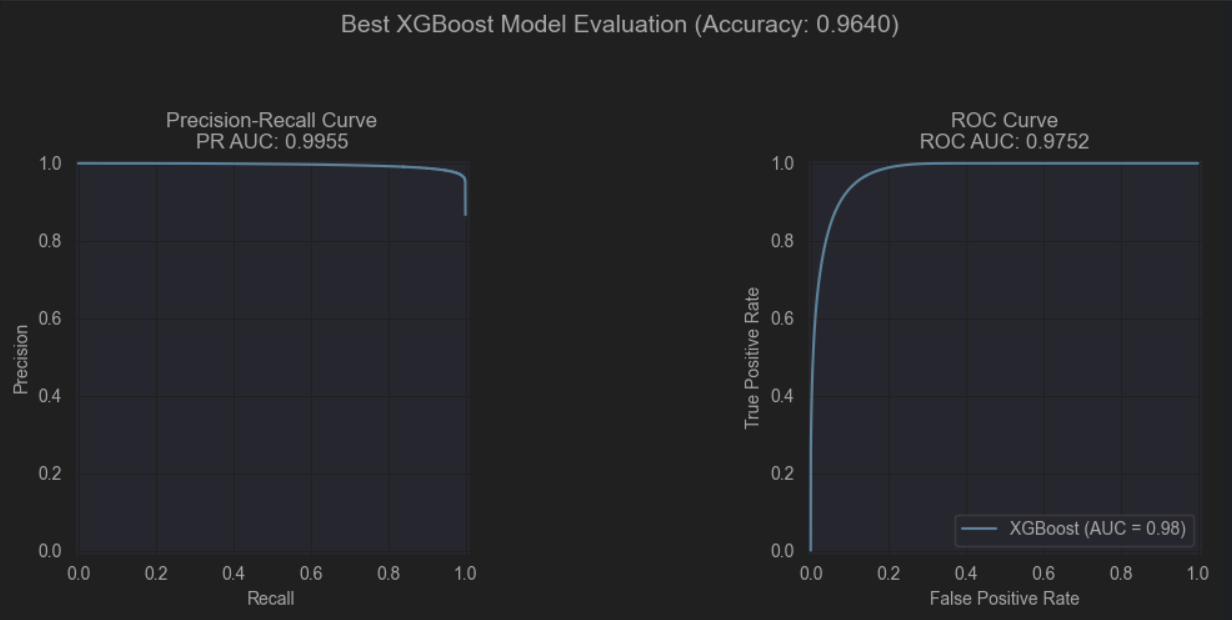 Best XGBoost Model Evaluation (Accuracy: 0.9640)
Precision-Recall Curve
PR AUC: 0.9955
1.0
0.8
0.6
0.4
0.2
0.0
Precision
0.0 0.2 0.4 0.6 0.8 1.0
Recall
ROC Curve
ROC AUC: 0.9752
1.0
0.8
0.6
0.4
0.2
0.0
True Positive Rate
XGBoost (AUC = 0.98)
0.0 0.2 0.4 0.6 0.8 1.0
False Positive Rate